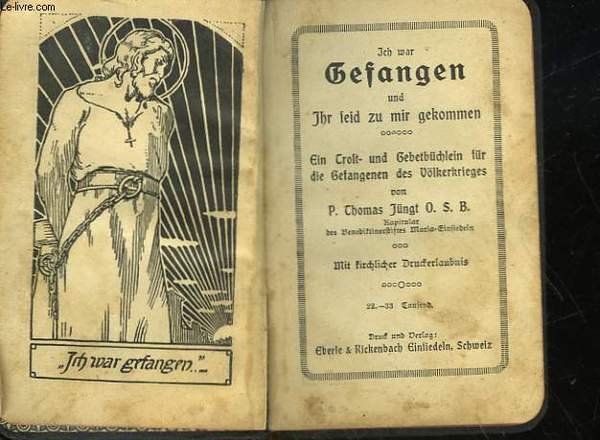 Le-livre.com
„Ich war gefangen..."
Ich war
Gefangen
und
Ihr seid zu mir gekommen
Ein Trost- und Gebetbüchlein für
die Gefangenen des Völkerkrieges
von
P. Thomas Jüngt O. S. B.
Kapitular
des Benediktinerstiftes Maria-Einsiedeln
Mit kirchlicher Druckerlaubnis
22.–33 Tausend.
Druck und Verlag:
Eberle & Rickenbach Einsiedeln, Schweiz